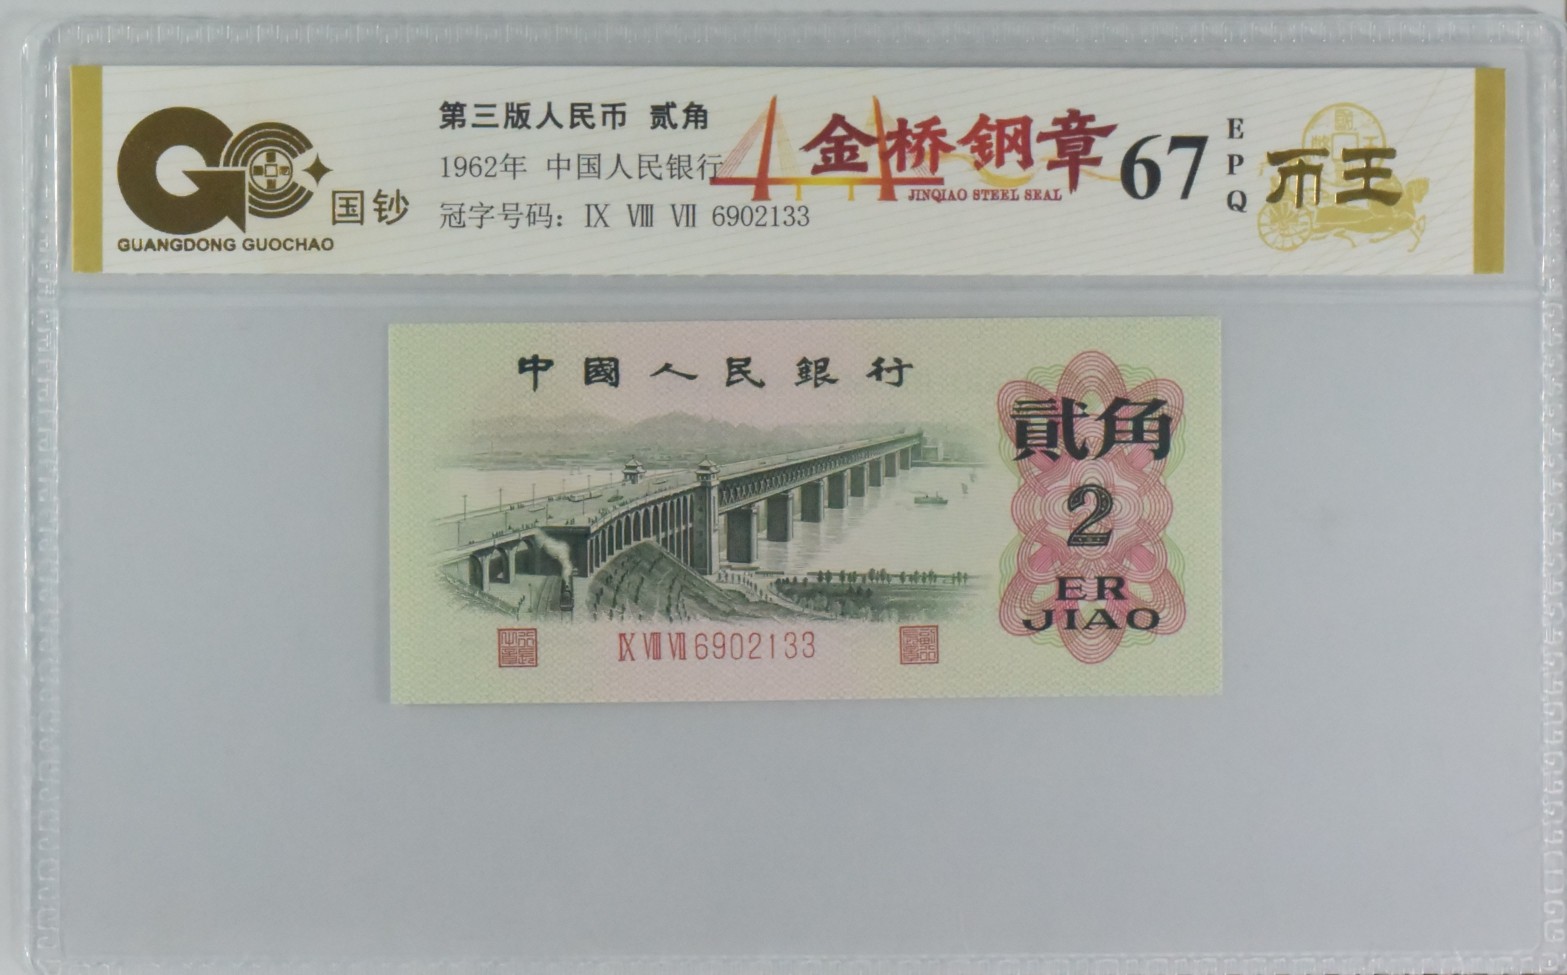 第三版人民币 贰角
1962年 中国人民银行
冠字号码：Ⅸ Ⅷ Ⅶ 6902133
国钞
GUANGDONG GUOCHAO
金桥钢章
JINQIAO STEEL SEAL
67
EPQ
币王
中國人民銀行
貳角
2
ER
JIAO
Ⅸ Ⅷ Ⅶ 6902133